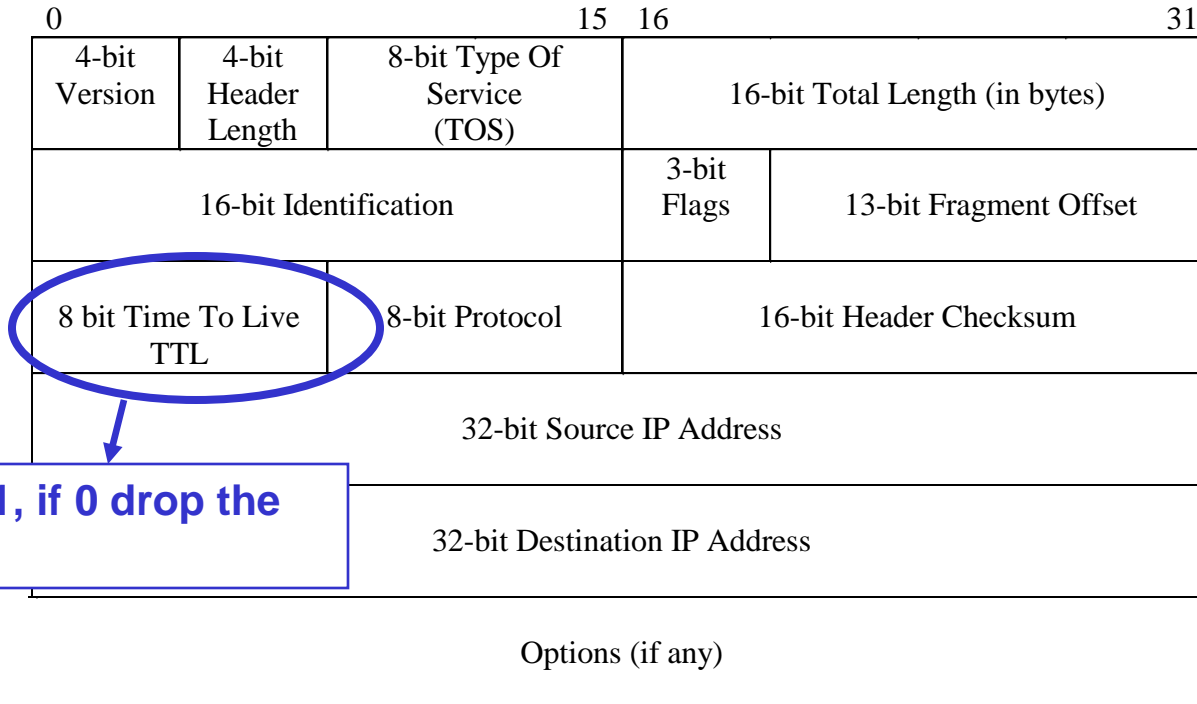 0 15 16 31
4-bit
Version
4-bit
Header
Length
8-bit Type Of
Service
(TOS)
16-bit Total Length (in bytes)
16-bit Identification
3-bit
Flags
13-bit Fragment Offset
8 bit Time To Live
TTL
8-bit Protocol
16-bit Header Checksum
32-bit Source IP Address
, if 0 drop the
32-bit Destination IP Address
Options (if any)